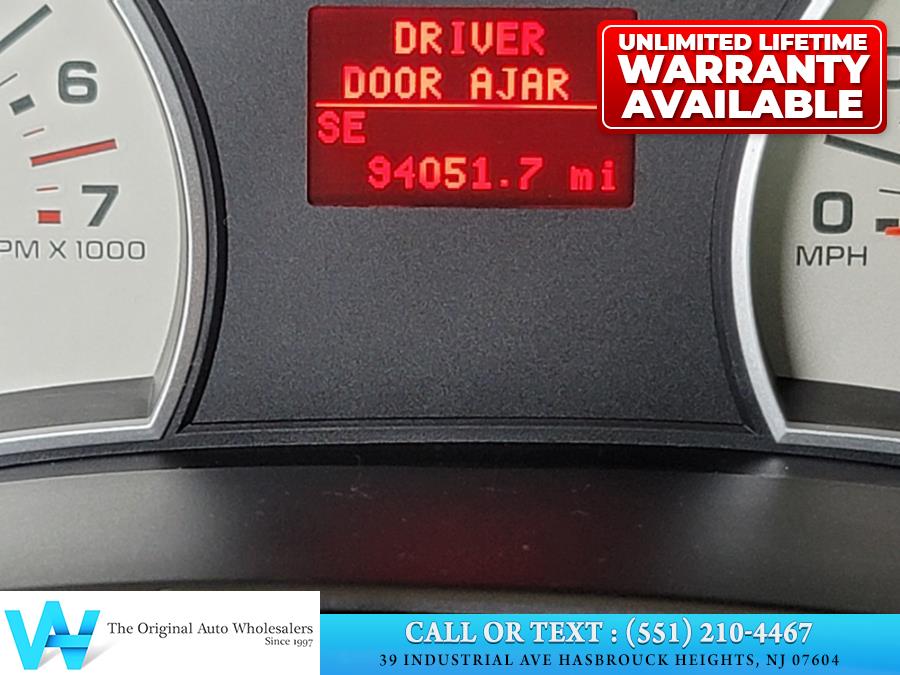 DRIVER
DOOR AJAR
SE
94051.7 mi
UNLIMITED LIFETIME
WARRANTY
AVAILABLE
6
7
PM X 1000
0
MPH
The Original Auto Wholesalers
Since 1997
CALL OR TEXT : (551) 210-4467
39 INDUSTRIAL AVE HASBROUCK HEIGHTS, NJ 07604